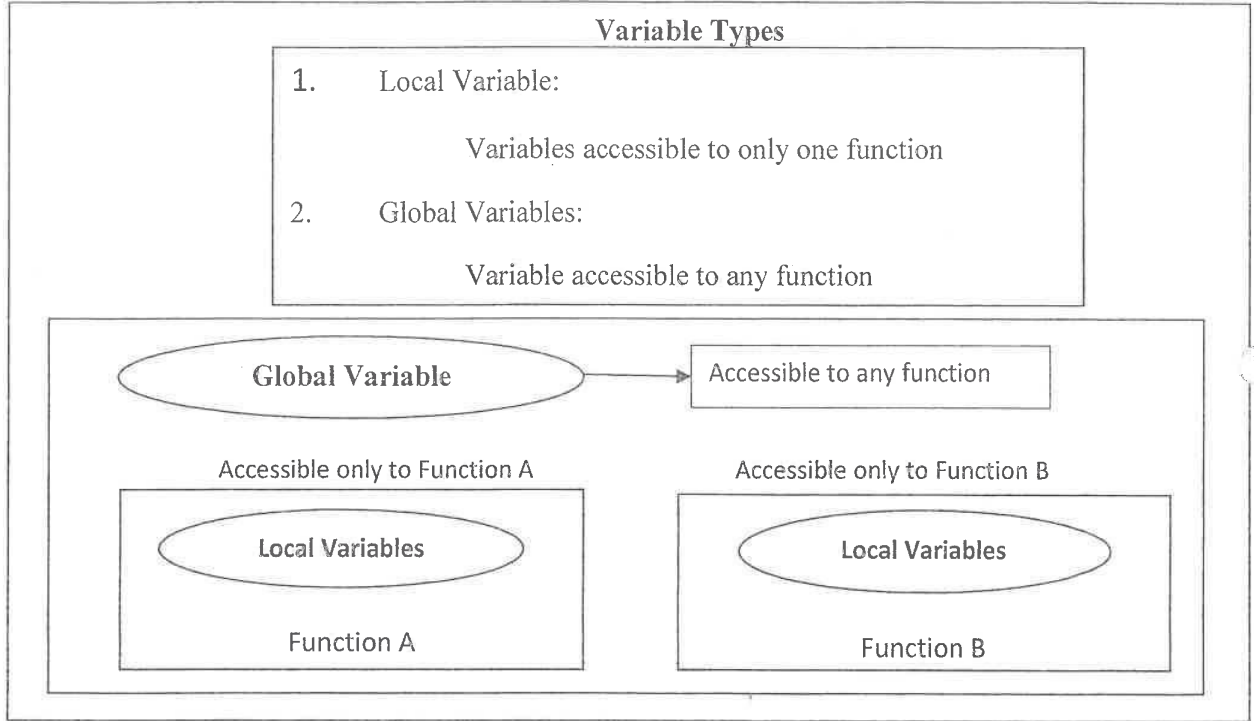 Variable Types
1. Local Variable:
Variables accessible to only one function
2. Global Variables:
Variable accessible to any function
Global Variable
Accessible to any function
Accessible only to Function A
Accessible only to Function B
Local Variables
Local Variables
Function A
Function B